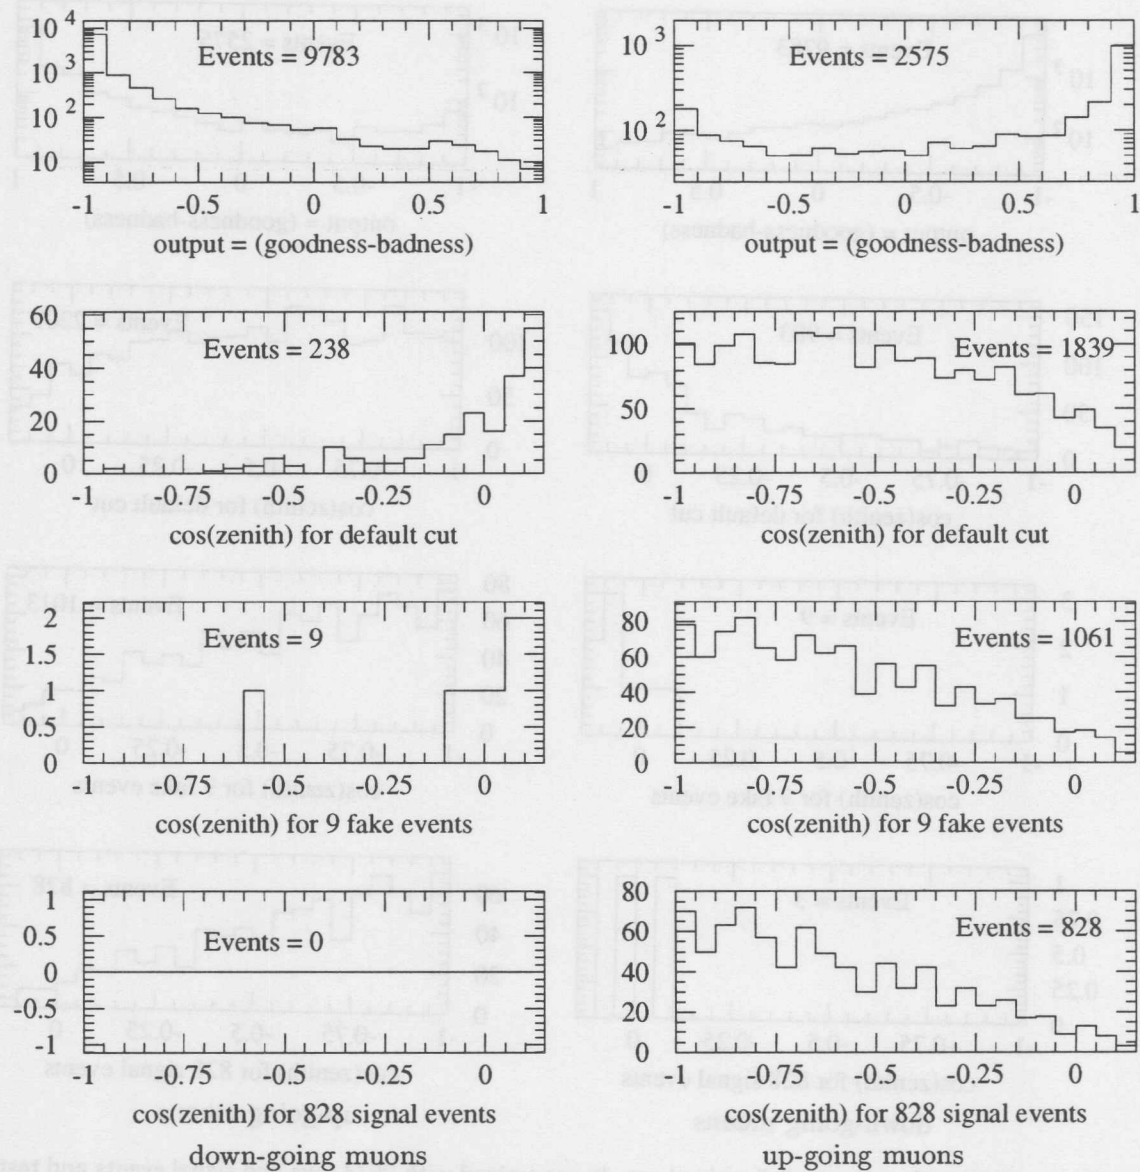 10^4
10^3
10^2
10
Events = 9783
-1 -0.5 0 0.5 1
output = (goodness-badness)
10^3
10^2
Events = 2575
-1 -0.5 0 0.5 1
output = (goodness-badness)
60
40
20
0
Events = 238
-1 -0.75 -0.5 -0.25 0
cos(zenith) for default cut
100
50
0
Events = 1839
-1 -0.75 -0.5 -0.25 0
cos(zenith) for default cut
2
1.5
1
0.5
0
Events = 9
-1 -0.75 -0.5 -0.25 0
cos(zenith) for 9 fake events
80
60
40
20
0
Events = 1061
-1 -0.75 -0.5 -0.25 0
cos(zenith) for 9 fake events
1
0.5
0
-0.5
-1
Events = 0
-1 -0.75 -0.5 -0.25 0
cos(zenith) for 828 signal events
down-going muons
80
60
40
20
0
Events = 828
-1 -0.75 -0.5 -0.25 0
cos(zenith) for 828 signal events
up-going muons